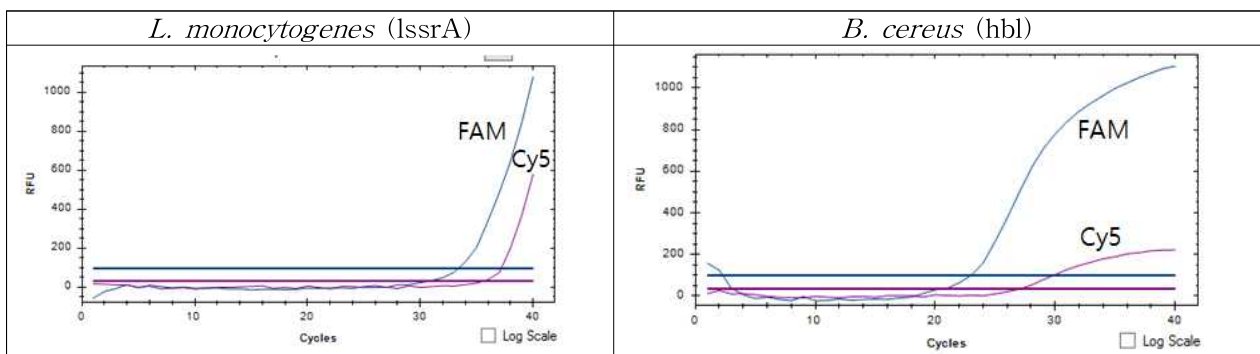 L. monocytogenes (lssrA)
B. cereus (hbl)
1000
800
600
400
200
0
RFU
FAM
Cy5
0
10
20
30
40
Cycles
Log Scale
1000
800
600
400
200
0
RFU
FAM
Cy5
0
10
20
30
40
Cycles
Log Scale